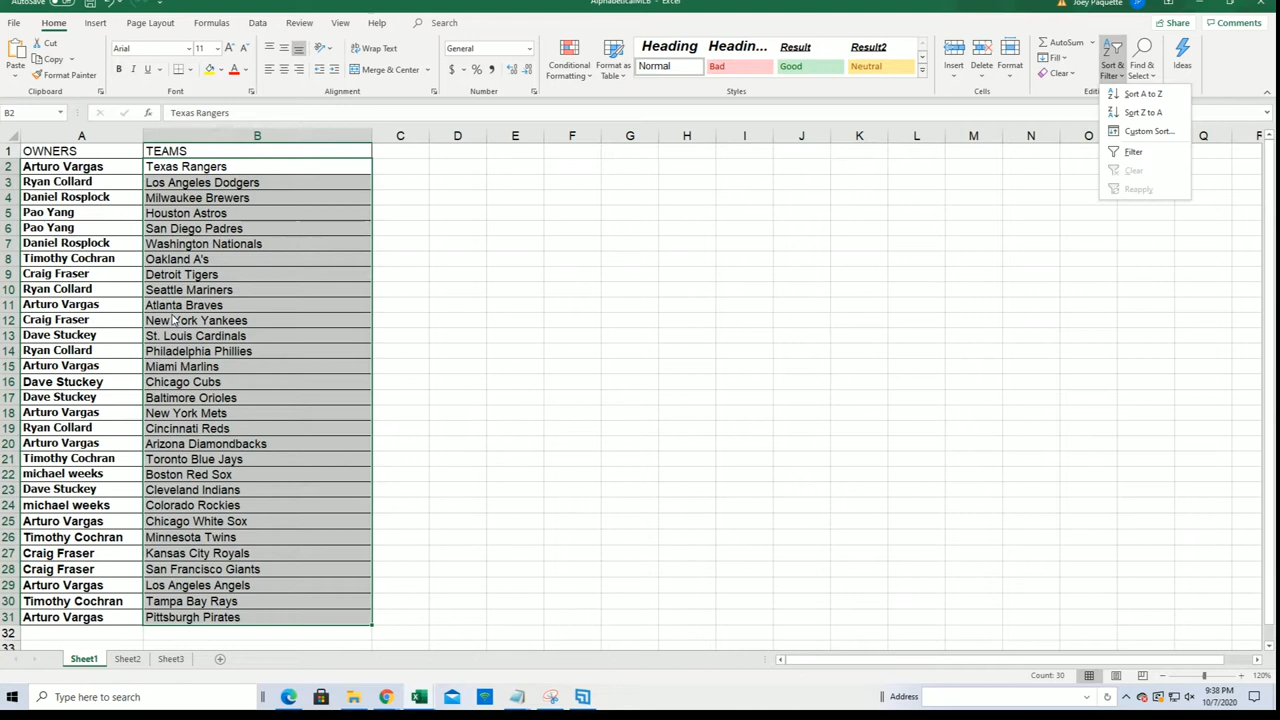 AutoSave
AlphabeticalMLB - Excel
Joey Paquette
File Home Insert Page Layout Formulas Data Review View Help Search
Share Comments
Cut
Copy
Format Painter
Paste
Arial 11
B I U
Wrap Text
Merge & Center
General
$ % ,
Conditional Formatting
Format as Table
Heading Headin... Result Result2
Normal Bad Good Neutral
Insert Delete Format
AutoSum
Fill
Clear
Sort & Filter
Find & Select
Ideas
Clipboard Font Alignment Number Styles Cells
Sort A to Z
Sort Z to A
Custom Sort...
Filter
Clear
Reapply
B2 fx Texas Rangers
A B C D E F G H I J K L M N O Q
1 OWNERS TEAMS
2 Arturo Vargas Texas Rangers
3 Ryan Collard Los Angeles Dodgers
4 Daniel Rosplock Milwaukee Brewers
5 Pao Yang Houston Astros
6 Pao Yang San Diego Padres
7 Daniel Rosplock Washington Nationals
8 Timothy Cochran Oakland A's
9 Craig Fraser Detroit Tigers
10 Ryan Collard Seattle Mariners
11 Arturo Vargas Atlanta Braves
12 Craig Fraser New York Yankees
13 Dave Stuckey St. Louis Cardinals
14 Ryan Collard Philadelphia Phillies
15 Arturo Vargas Miami Marlins
16 Dave Stuckey Chicago Cubs
17 Dave Stuckey Baltimore Orioles
18 Arturo Vargas New York Mets
19 Ryan Collard Cincinnati Reds
20 Arturo Vargas Arizona Diamondbacks
21 Timothy Cochran Toronto Blue Jays
22 michael weeks Boston Red Sox
23 Dave Stuckey Cleveland Indians
24 michael weeks Colorado Rockies
25 Arturo Vargas Chicago White Sox
26 Timothy Cochran Minnesota Twins
27 Craig Fraser Kansas City Royals
28 Craig Fraser San Francisco Giants
29 Arturo Vargas Los Angeles Angels
30 Timothy Cochran Tampa Bay Rays
31 Arturo Vargas Pittsburgh Pirates
32
33
Sheet1 Sheet2 Sheet3
Count: 30
120%
Type here to search
Address
9:38 PM
10/7/2020